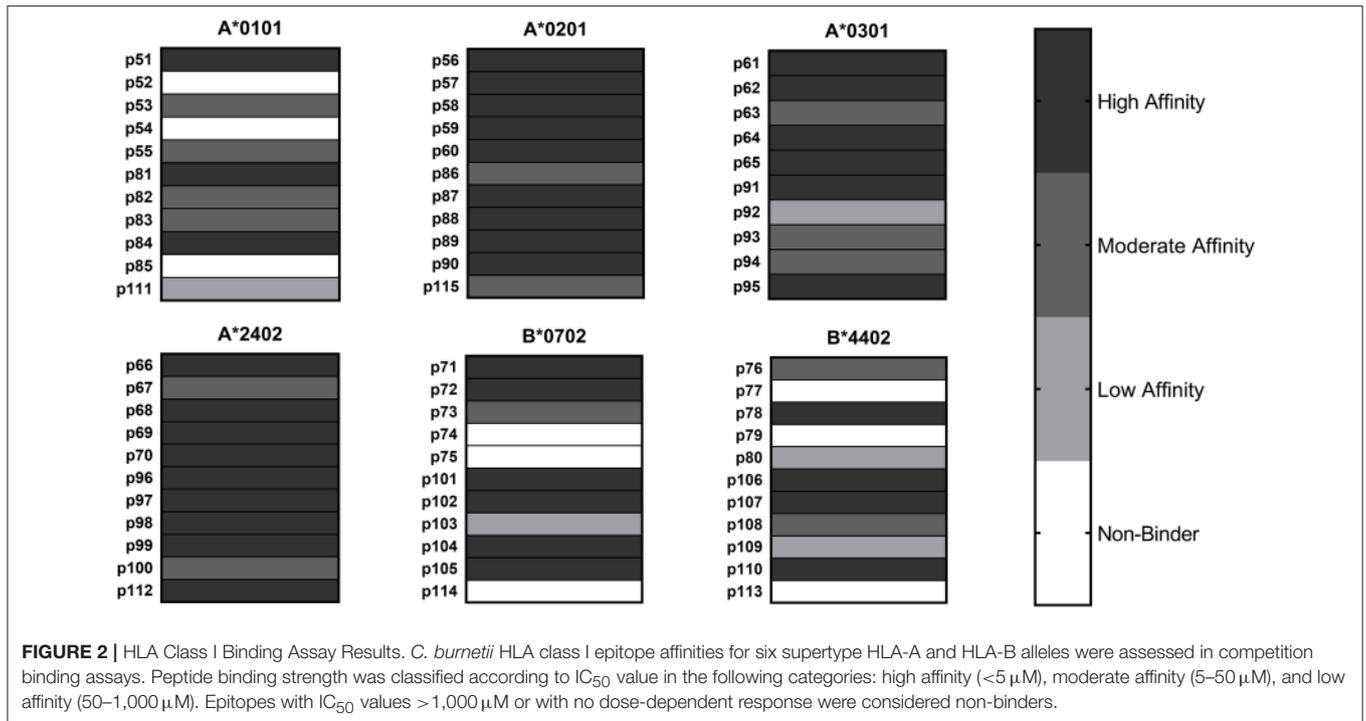 A*0101
p51
p52
p53
p54
p55
p81
p82
p83
p84
p85
p111
A*0201
p56
p57
p58
p59
p60
p86
p87
p88
p89
p90
p115
A*0301
p61
p62
p63
p64
p65
p91
p92
p93
p94
p95
A*2402
p66
p67
p68
p69
p70
p96
p97
p98
p99
p100
p112
B*0702
p71
p72
p73
p74
p75
p101
p102
p103
p104
p105
p114
B*4402
p76
p77
p78
p79
p80
p106
p107
p108
p109
p110
p113
High Affinity
Moderate Affinity
Low Affinity
Non-Binder
FIGURE 2 | HLA Class I Binding Assay Results. C. burnetii HLA class I epitope affinities for six supertype HLA-A and HLA-B alleles were assessed in competition
binding assays. Peptide binding strength was classified according to IC50 value in the following categories: high affinity (<5 μM), moderate affinity (5–50 μM), and low
affinity (50–1,000 μM). Epitopes with IC50 values >1,000 μM or with no dose-dependent response were considered non-binders.